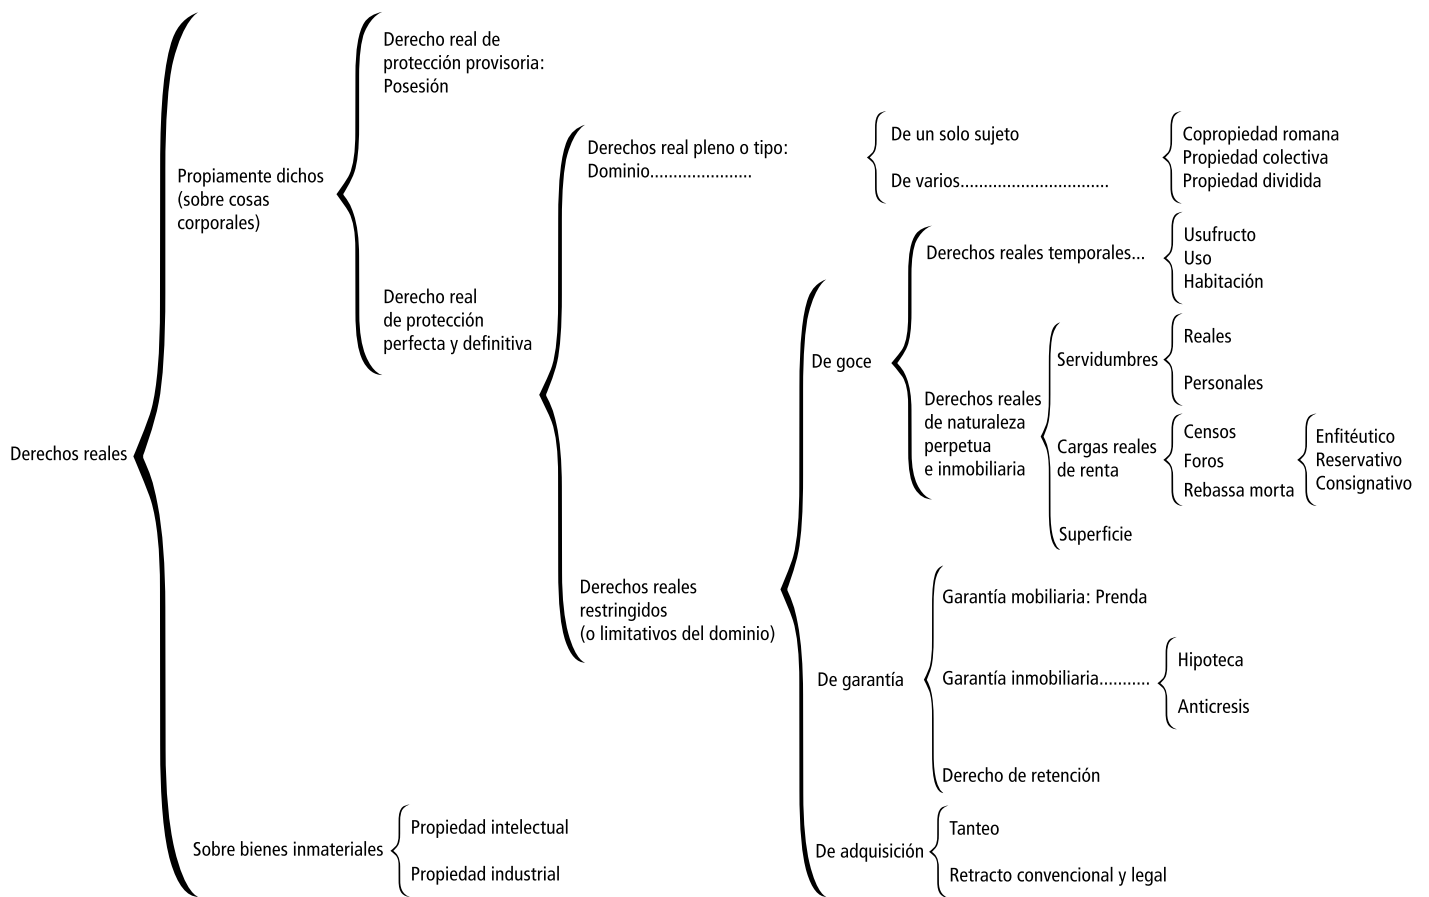 Derechos reales
Propiamente dichos
(sobre cosas
corporales)
Derecho real de
protección provisoria:
Posesión
Derecho real
de protección
perfecta y definitiva
Derechos real pleno o tipo:
Dominio......................
De un solo sujeto
De varios................................
Copropiedad romana
Propiedad colectiva
Propiedad dividida
Derechos reales
restringidos
(o limitativos del dominio)
De goce
Derechos reales temporales...
Usufructo
Uso
Habitación
Derechos reales
de naturaleza
perpetua
e inmobiliaria
Servidumbres
Reales
Personales
Cargas reales
de renta
Censos
Foros
Rebassa morta
Enfitéutico
Reservativo
Consignativo
Superficie
De garantía
Garantía mobiliaria: Prenda
Garantía inmobiliaria...........
Hipoteca
Anticresis
Derecho de retención
De adquisición
Tanteo
Retracto convencional y legal
Sobre bienes inmateriales
Propiedad intelectual
Propiedad industrial